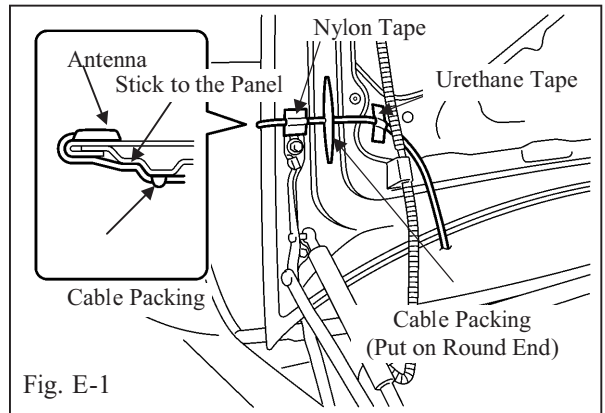 Nylon Tape
Antenna
Stick to the Panel
Urethane Tape
Cable Packing
Cable Packing
(Put on Round End)
Fig. E-1